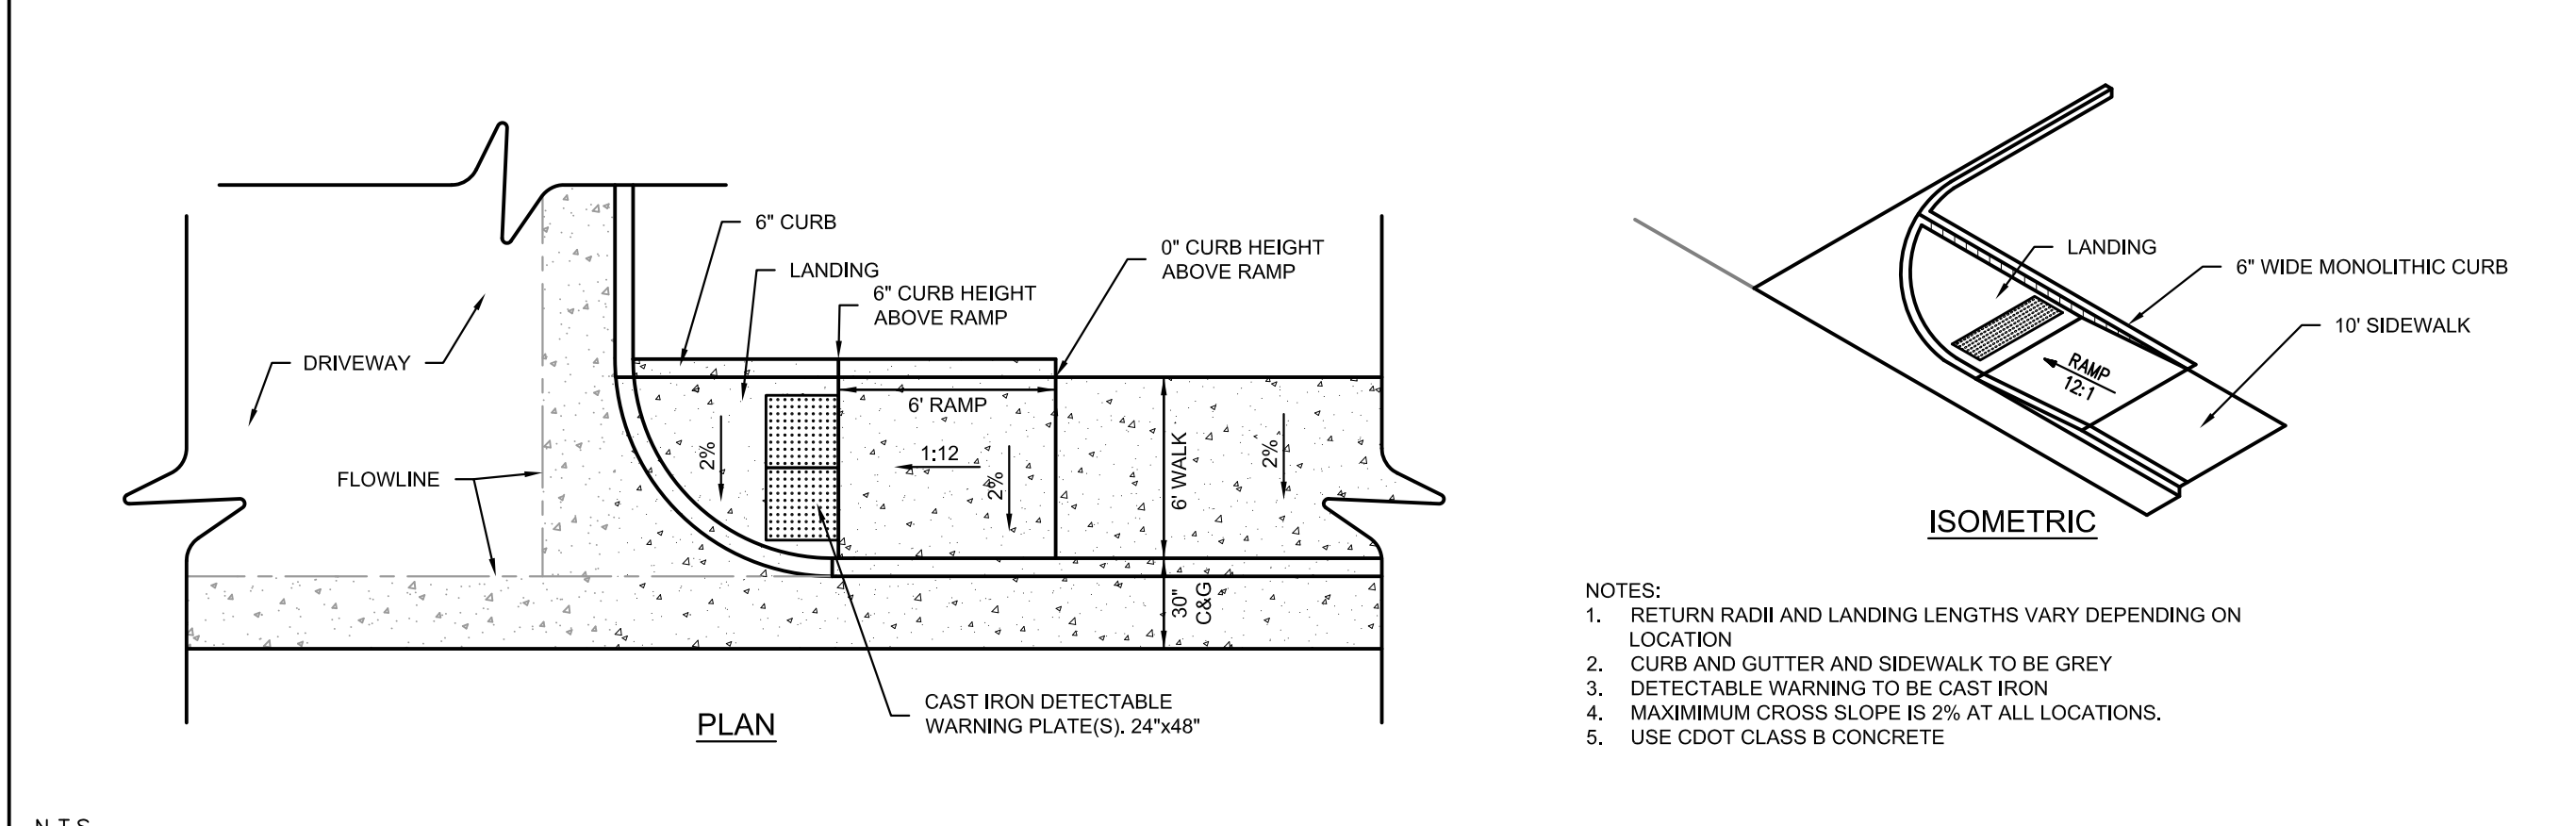 6" CURB
LANDING
6" CURB HEIGHT
ABOVE RAMP
0" CURB HEIGHT
ABOVE RAMP
DRIVEWAY
FLOWLINE
6' RAMP
1:12
2%
2%
2%
6' WALK
30"
C&G
CAST IRON DETECTABLE
WARNING PLATE(S). 24"x48"
PLAN
LANDING
6" WIDE MONOLITHIC CURB
10' SIDEWALK
RAMP
12:1
ISOMETRIC
NOTES:
1. RETURN RADII AND LANDING LENGTHS VARY DEPENDING ON
LOCATION
2. CURB AND GUTTER AND SIDEWALK TO BE GREY
3. DETECTABLE WARNING TO BE CAST IRON
4. MAXIMIMUM CROSS SLOPE IS 2% AT ALL LOCATIONS.
5. USE CDOT CLASS B CONCRETE
N.T.S.